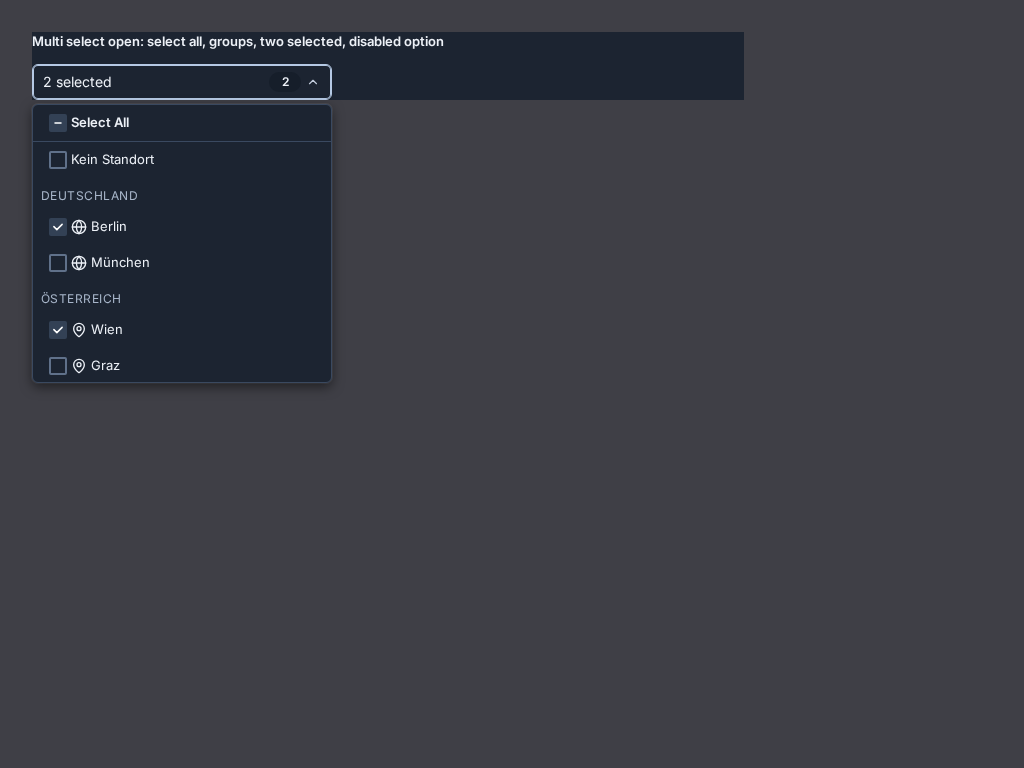 Multi select open: select all, groups, two selected, disabled option
2 selected 2
Select All
Kein Standort
DEUTSCHLAND
Berlin
München
ÖSTERREICH
Wien
Graz